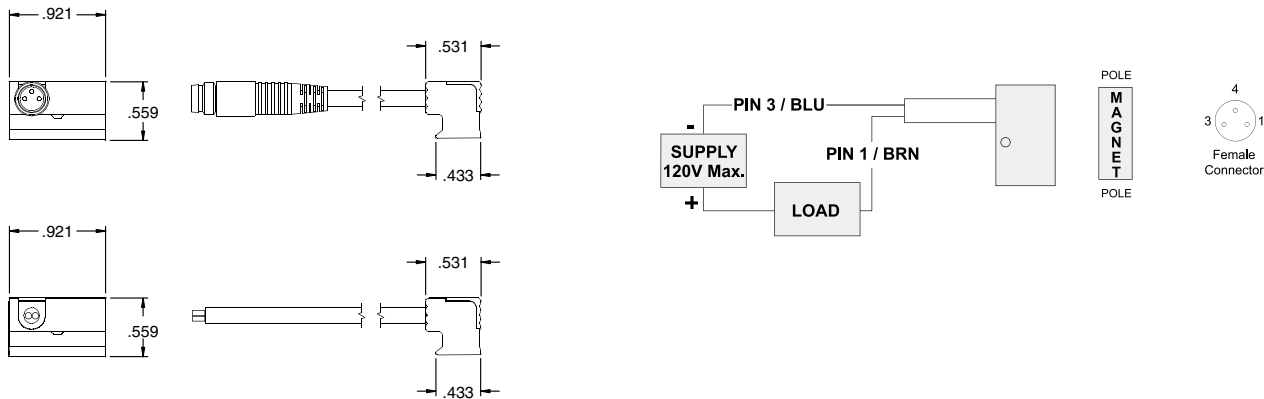 .921
.559
.531
.433
.921
.559
.531
.433
PIN 3 / BLU
-
SUPPLY
120V Max.
+
PIN 1 / BRN
LOAD
POLE
MAGNET
POLE
4
3 1
Female
Connector